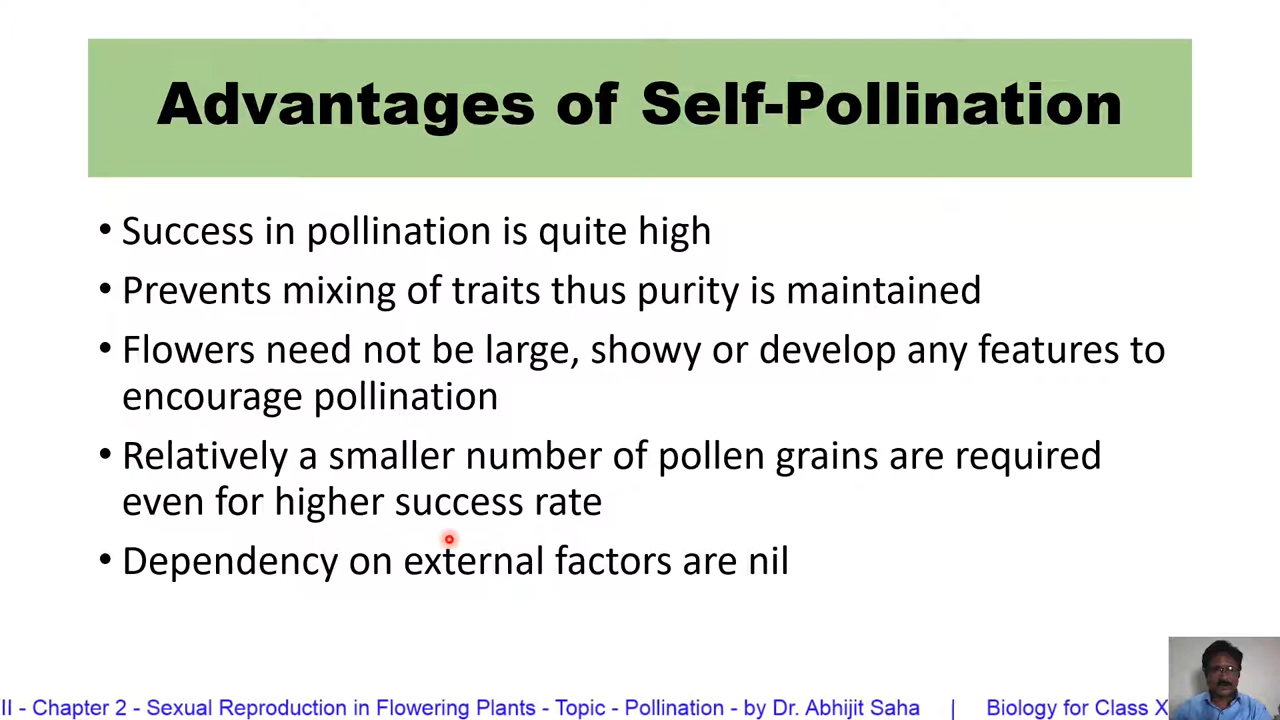 Advantages of Self-Pollination
• Success in pollination is quite high
• Prevents mixing of traits thus purity is maintained
• Flowers need not be large, showy or develop any features to
encourage pollination
• Relatively a smaller number of pollen grains are required
even for higher success rate
• Dependency on external factors are nil
II - Chapter 2 - Sexual Reproduction in Flowering Plants - Topic - Pollination - by Dr. Abhijit Saha | Biology for Class X